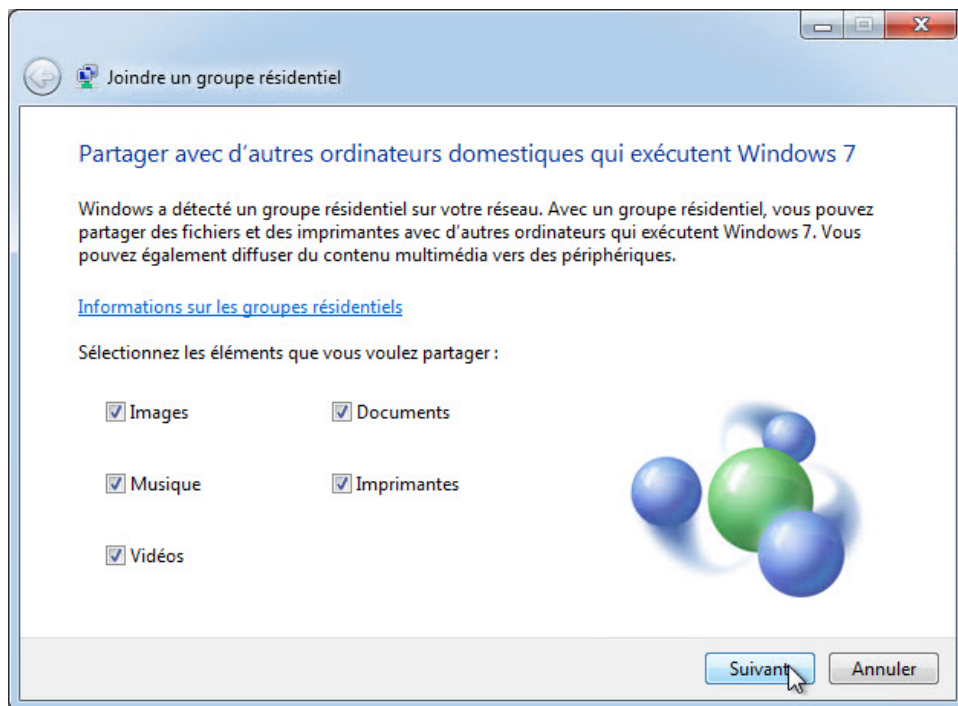 Joindre un groupe résidentiel
Partager avec d'autres ordinateurs domestiques qui exécutent Windows 7
Windows a détecté un groupe résidentiel sur votre réseau. Avec un groupe résidentiel, vous pouvez
partager des fichiers et des imprimantes avec d'autres ordinateurs qui exécutent Windows 7. Vous
pouvez également diffuser du contenu multimédia vers des périphériques.
Informations sur les groupes résidentiels
Sélectionnez les éléments que vous voulez partager :
Images Documents
Musique Imprimantes
Vidéos
Suivant Annuler